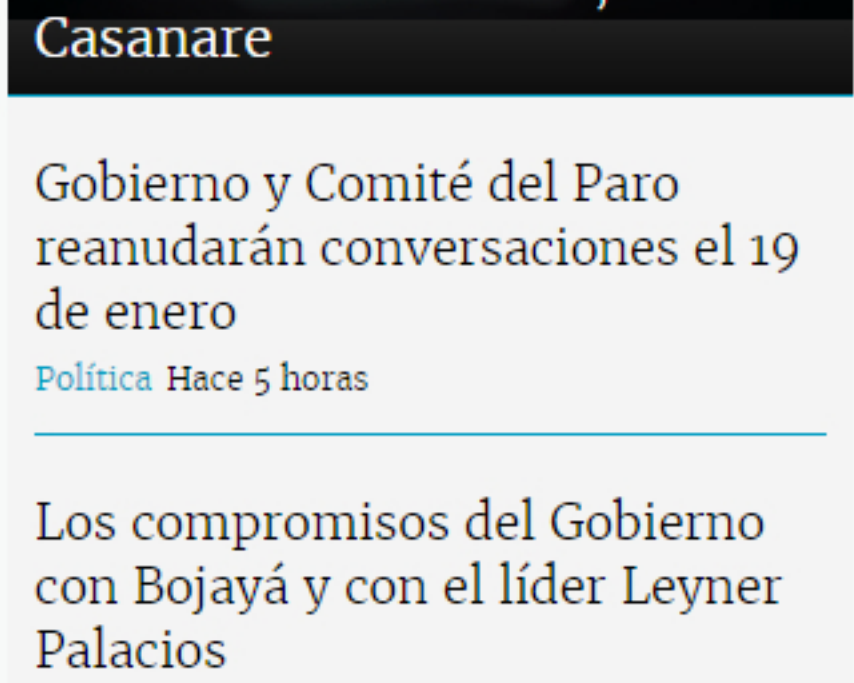 Casanare
Gobierno y Comité del Paro
reanudarán conversaciones el 19
de enero
Política Hace 5 horas
Los compromisos del Gobierno
con Bojayá y con el líder Leyner
Palacios